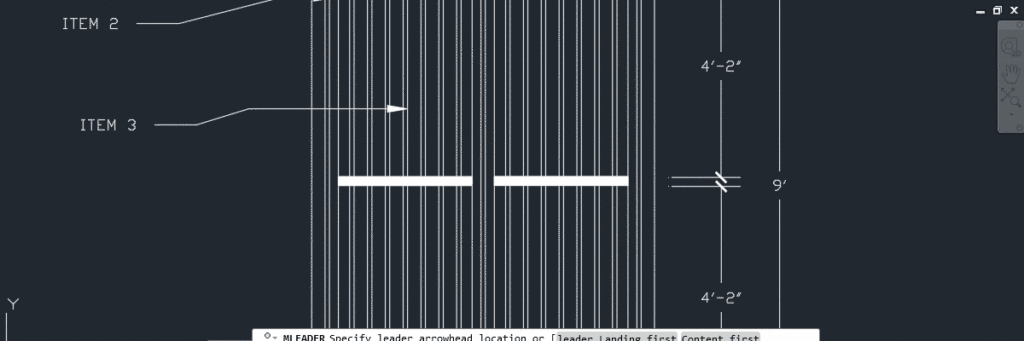 ITEM 2
4'-2"
ITEM 3
9'
4'-2"
Y
MLEADER Specify leader arrowhead location or [leader Landing first Content first